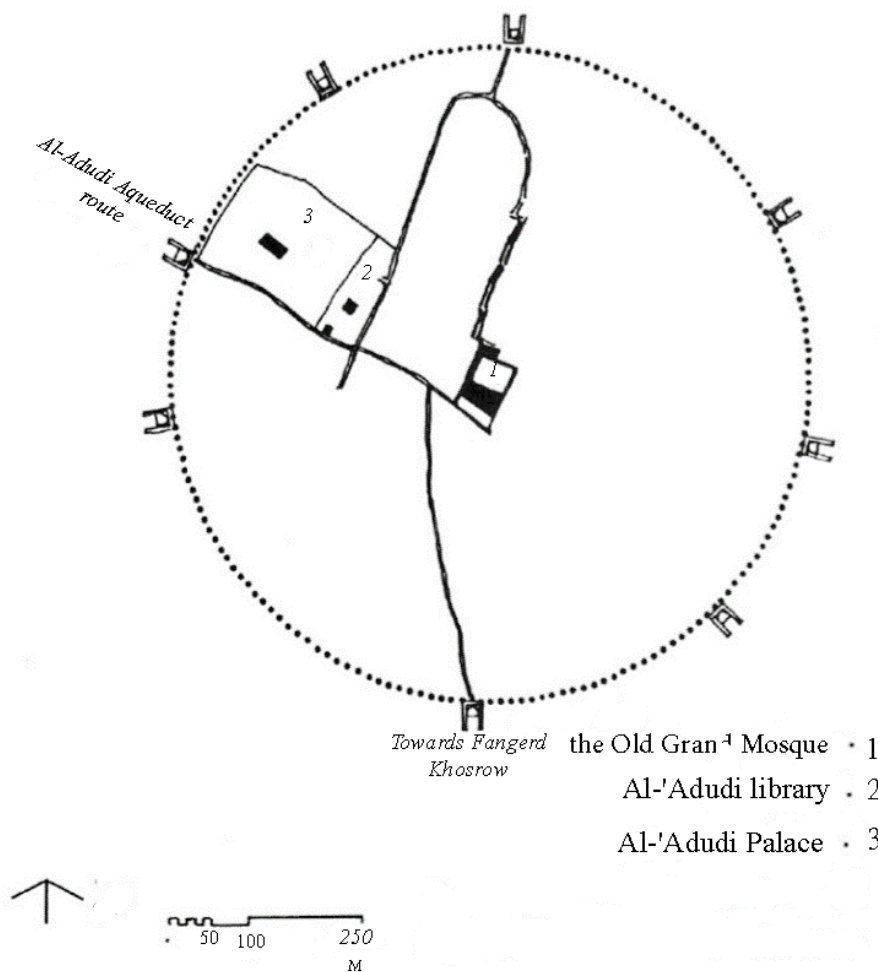 Al-Adudi Aqueduct
route
3
2
1
Towards Fangerd
Khosrow
the Old Grand Mosque · 1
Al-'Adudi library · 2
Al-'Adudi Palace · 3
50 100 250
M